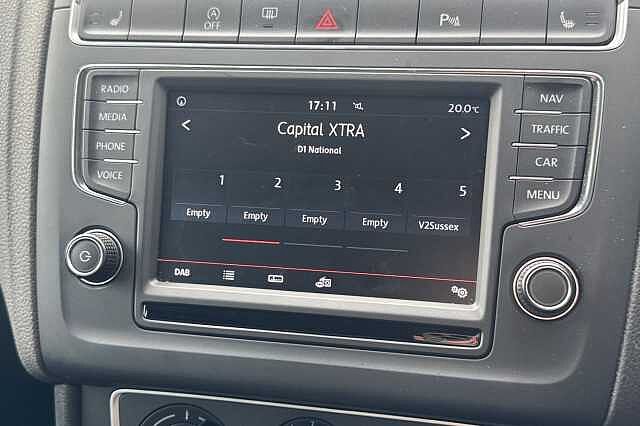 A
OFF
P
RADIO
MEDIA
PHONE
VOICE
17:11
20.0°C
Capital XTRA
D1 National
1 2 3 4 5
Empty Empty Empty Empty V2Sussex
DAB
NAV
TRAFFIC
CAR
MENU